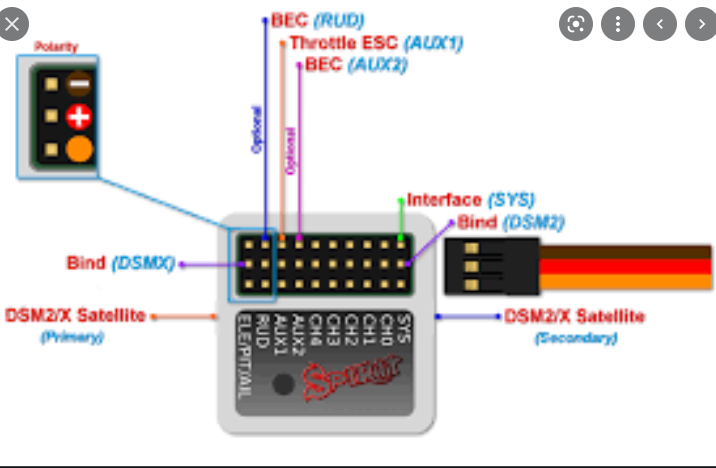 BEC (RUD)
Throttle ESC (AUX1)
BEC (AUX2)
Polarity
Optional
Optional
Interface (SYS)
Bind (DSM2)
Bind (DSMX)
DSM2/X Satellite
(Primary)
DSM2/X Satellite
(Secondary)
ELE/PIT/AIL
RUD
AUX1
AUX2
CH4
CH3
CH2
CH1
CH0
SYS
Spirit